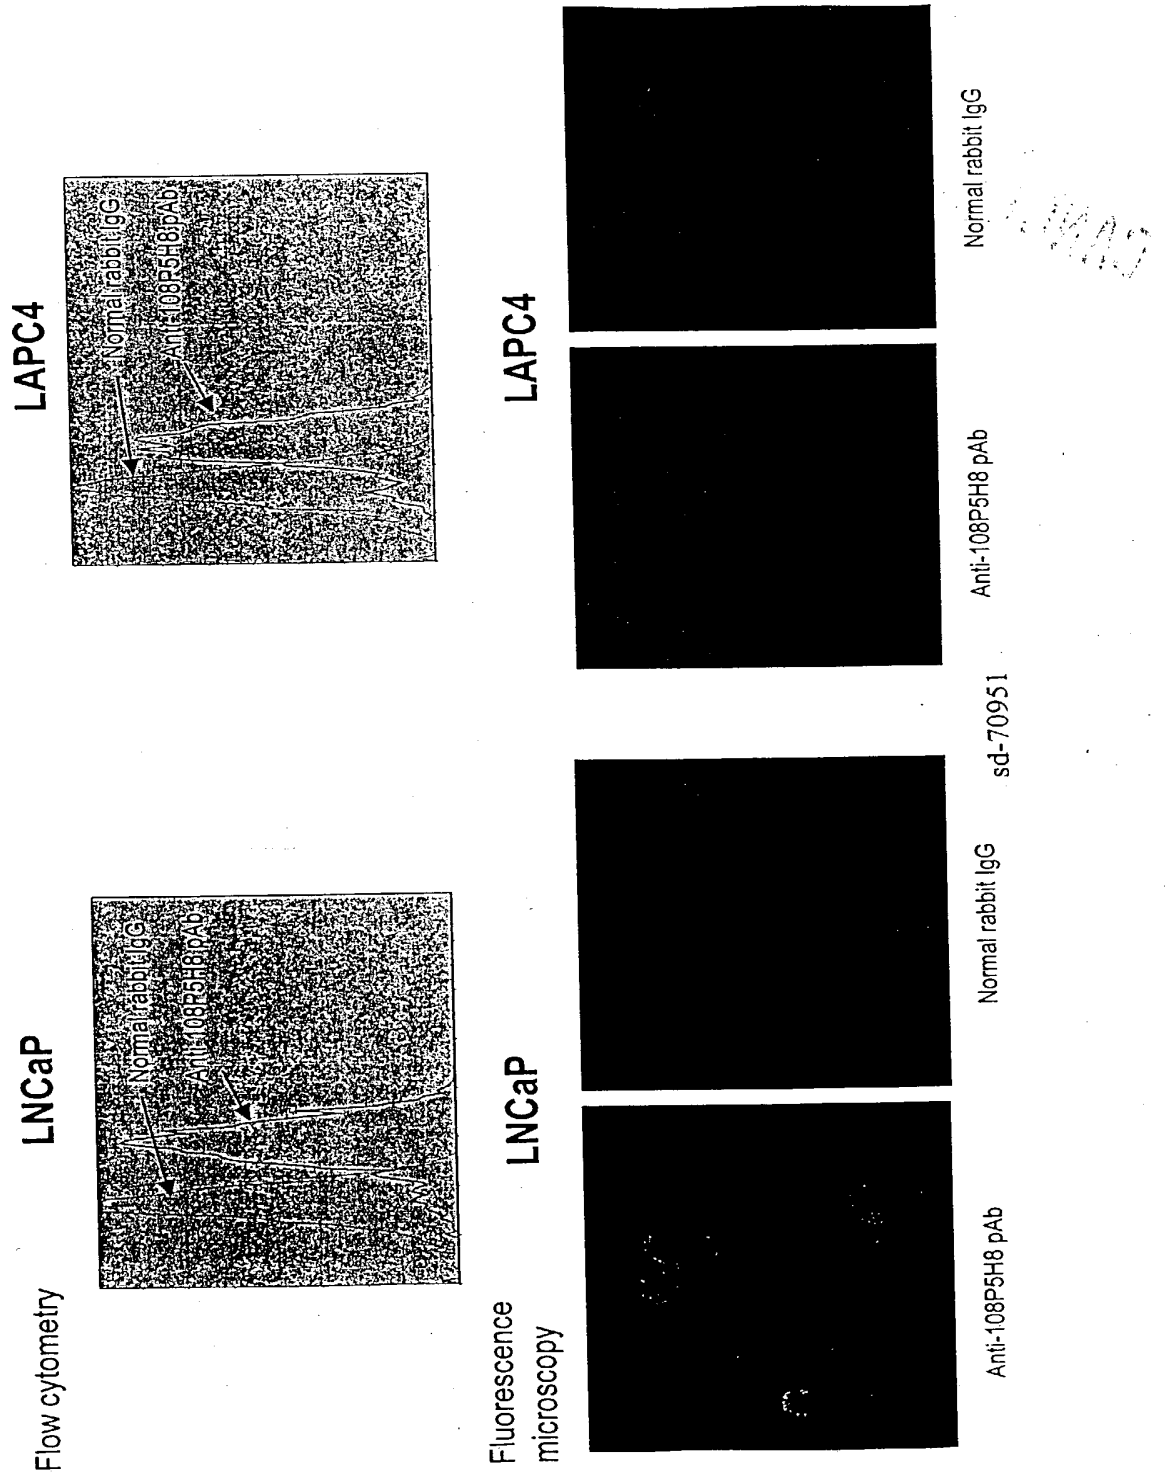 Flow cytometry
LNCaP
LAPC4
Normal rabbit IgG
Anti-108P5H8 pAb
Normal rabbit IgG
Anti-108P5H8 pAb
Fluorescence
microscopy
LNCaP
LAPC4
Anti-108P5H8 pAb
Normal rabbit IgG
Anti-108P5H8 pAb
Normal rabbit IgG
sd-70951